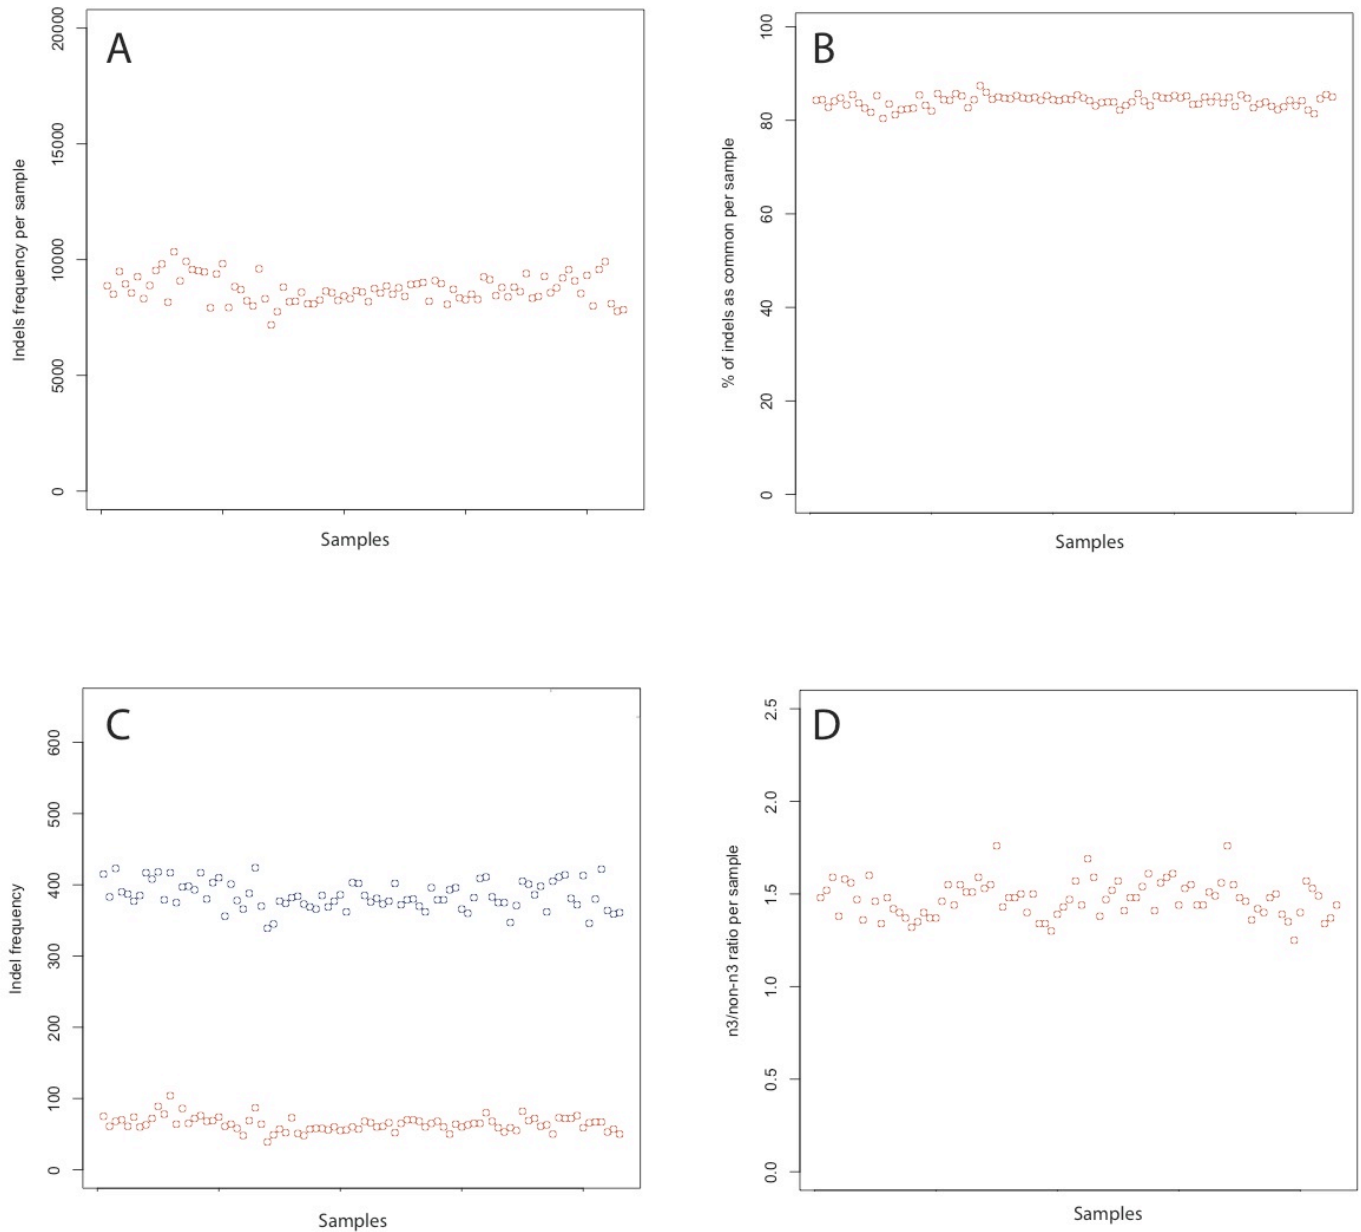 A
Indels frequency per sample
20000
15000
10000
5000
0
Samples
B
% of indels as common per sample
100
80
60
40
20
0
Samples
C
Indel frequency
600
500
400
300
200
100
0
Samples
D
n3/non-n3 ratio per sample
2.5
2.0
1.5
1.0
0.5
0.0
Samples